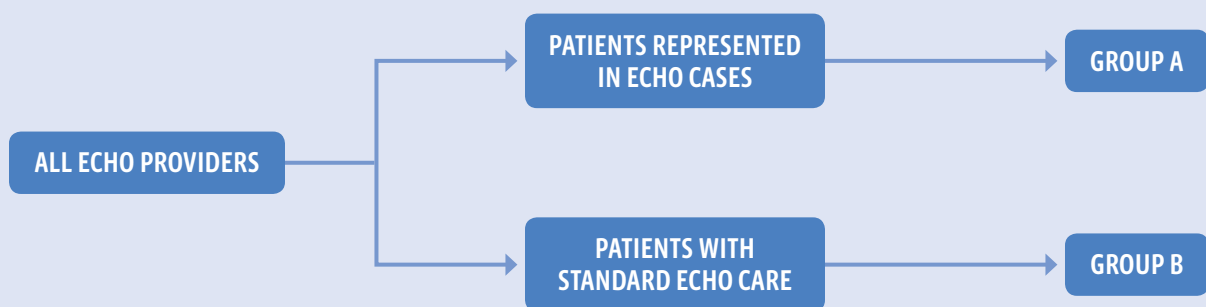 ALL ECHO PROVIDERS
PATIENTS REPRESENTED
IN ECHO CASES
GROUP A
PATIENTS WITH
STANDARD ECHO CARE
GROUP B